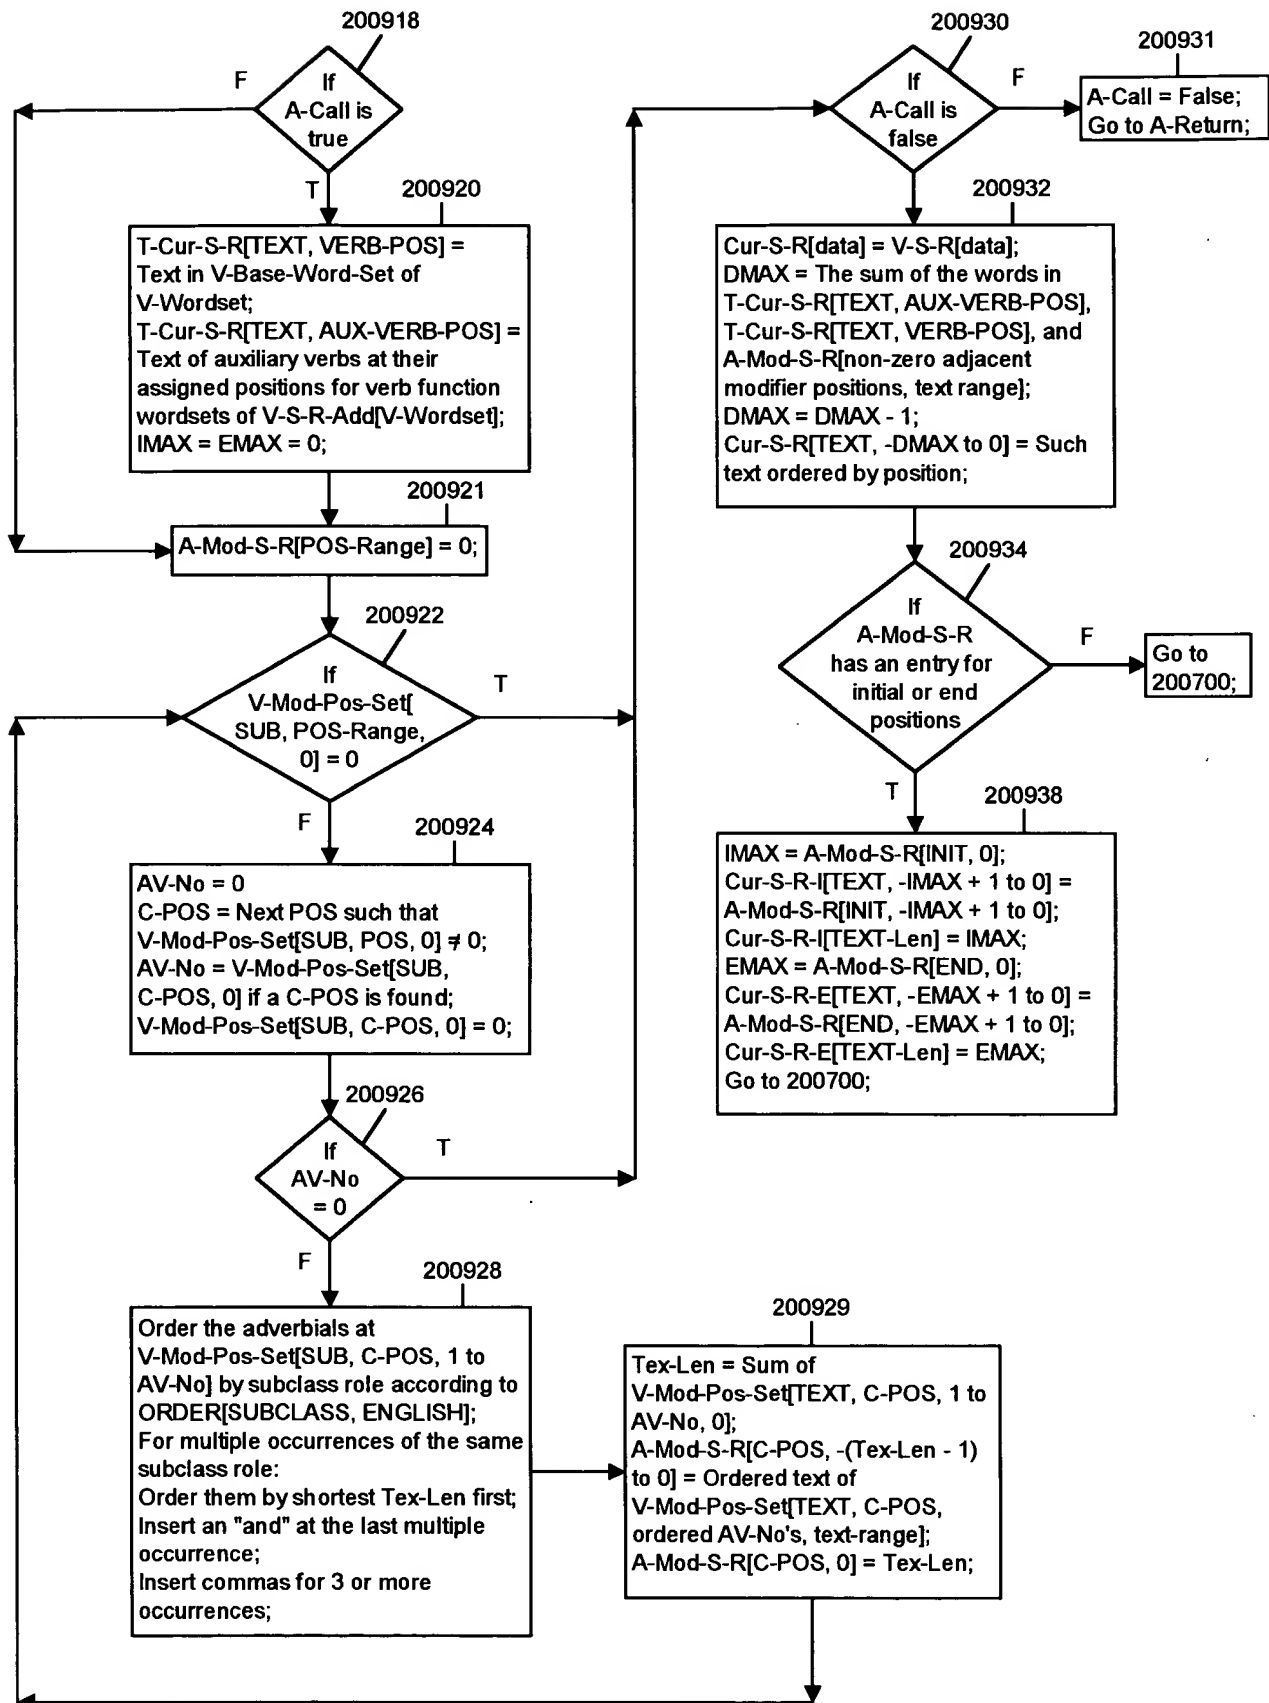 200918
F
If
A-Call is
true
T
200920
T-Cur-S-R[TEXT, VERB-POS] =
Text in V-Base-Word-Set of
V-Wordset;
T-Cur-S-R[TEXT, AUX-VERB-POS] =
Text of auxiliary verbs at their
assigned positions for verb function
wordsets of V-S-R-Add[V-Wordset];
IMAX = EMAX = 0;
200921
A-Mod-S-R[POS-Range] = 0;
200922
If
V-Mod-Pos-Set[
SUB, POS-Range,
0] = 0
T
F
200924
AV-No = 0
C-POS = Next POS such that
V-Mod-Pos-Set[SUB, POS, 0] ≠ 0;
AV-No = V-Mod-Pos-Set[SUB,
C-POS, 0] if a C-POS is found;
V-Mod-Pos-Set[SUB, C-POS, 0] = 0;
200926
If
AV-No
= 0
T
F
200928
Order the adverbials at
V-Mod-Pos-Set[SUB, C-POS, 1 to
AV-No] by subclass role according to
ORDER[SUBCLASS, ENGLISH];
For multiple occurrences of the same
subclass role:
Order them by shortest Tex-Len first;
Insert an "and" at the last multiple
occurrence;
Insert commas for 3 or more
occurrences;
200929
Tex-Len = Sum of
V-Mod-Pos-Set[TEXT, C-POS, 1 to
AV-No, 0];
A-Mod-S-R[C-POS, -(Tex-Len - 1)
to 0] = Ordered text of
V-Mod-Pos-Set[TEXT, C-POS,
ordered AV-No's, text-range];
A-Mod-S-R[C-POS, 0] = Tex-Len;
200930
If
A-Call is
false
F
200931
A-Call = False;
Go to A-Return;
200932
Cur-S-R[data] = V-S-R[data];
DMAX = The sum of the words in
T-Cur-S-R[TEXT, AUX-VERB-POS],
T-Cur-S-R[TEXT, VERB-POS], and
A-Mod-S-R[non-zero adjacent
modifier positions, text range];
DMAX = DMAX - 1;
Cur-S-R[TEXT, -DMAX to 0] = Such
text ordered by position;
200934
If
A-Mod-S-R
has an entry for
initial or end
positions
F
Go to
200700;
T
200938
IMAX = A-Mod-S-R[INIT, 0];
Cur-S-R-I[TEXT, -IMAX + 1 to 0] =
A-Mod-S-R[INIT, -IMAX + 1 to 0];
Cur-S-R-I[TEXT-Len] = IMAX;
EMAX = A-Mod-S-R[END, 0];
Cur-S-R-E[TEXT, -EMAX + 1 to 0] =
A-Mod-S-R[END, -EMAX + 1 to 0];
Cur-S-R-E[TEXT-Len] = EMAX;
Go to 200700;